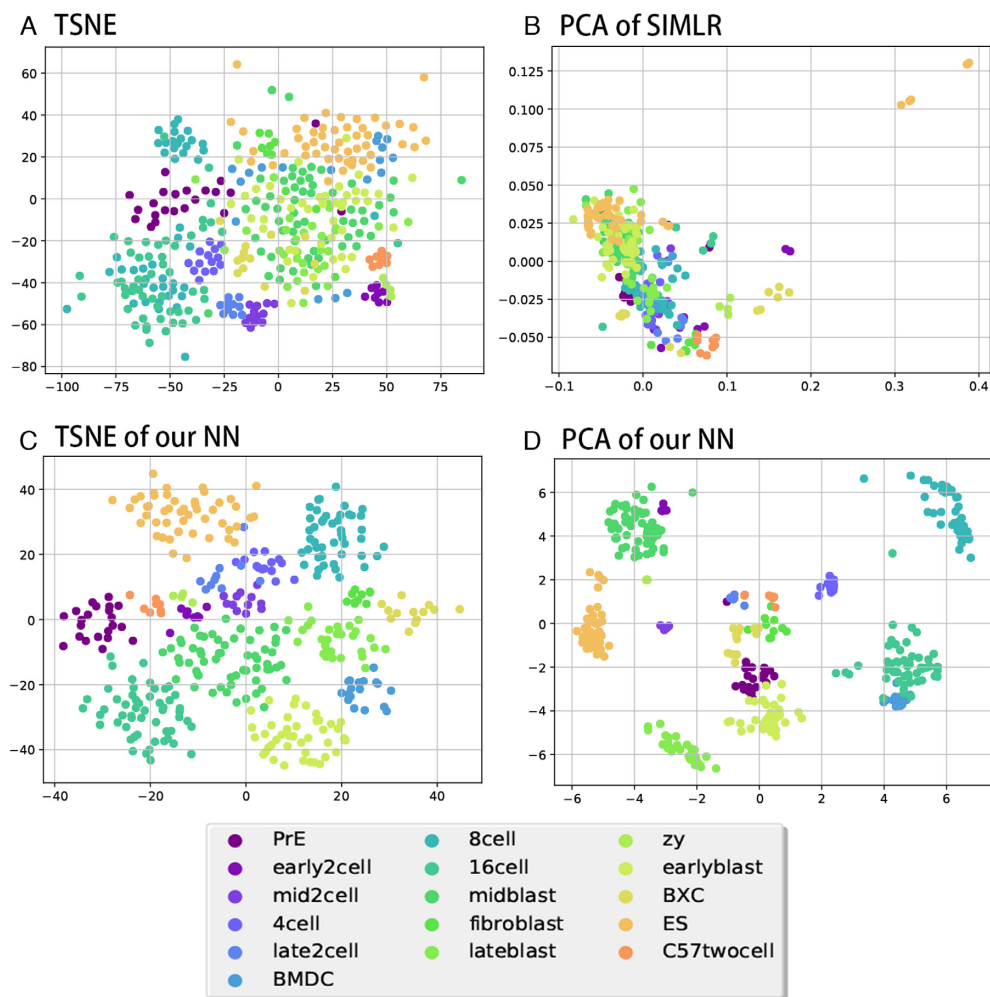 A TSNE
60
40
20
0
−20
−40
−60
−80
−100 −75 −50 −25 0 25 50 75
B PCA of SIMLR
0.125
0.100
0.075
0.050
0.025
0.000
−0.025
−0.050
−0.1 0.0 0.1 0.2 0.3 0.4
C TSNE of our NN
40
20
0
−20
−40
−40 −20 0 20 40
D PCA of our NN
6
4
2
0
−2
−4
−6
−6 −4 −2 0 2 4 6
PrE
early2cell
mid2cell
4cell
late2cell
BMDC
8cell
16cell
midblast
fibroblast
lateblast
zy
earlyblast
BXC
ES
C57twocell